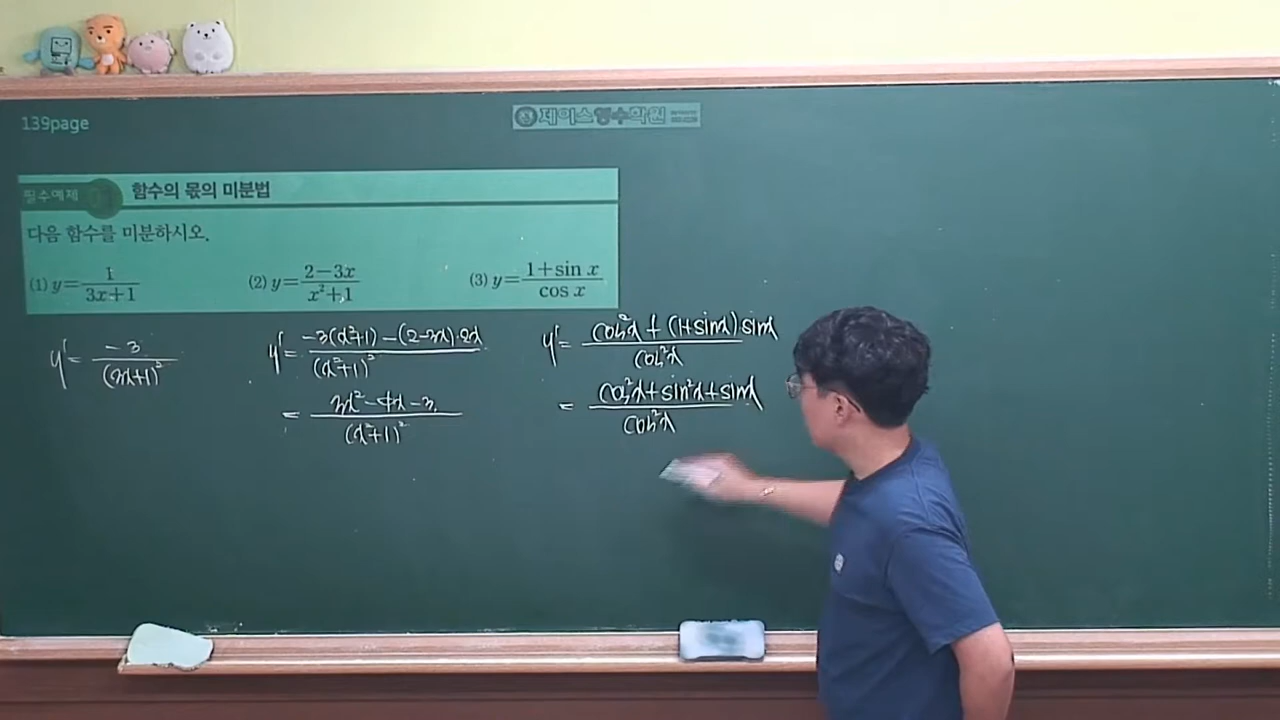 139page
제이스영수학원
필수예제 함수의 몫의 미분법
다음 함수를 미분하시오.
(1) y=1/(3x+1) (2) y=(2-3x)/(x²+1) (3) y=(1+sin x)/(cos x)
y'= -3/(3x+1)²
y'= (-3(x²+1)-(2-3x)·2x)/(x²+1)²
= (3x²-4x-3)/(x²+1)²
y'= (cos²x+(1+sinx)sinx)/cos²x
= (cos²x+sin²x+sinx)/cos²x